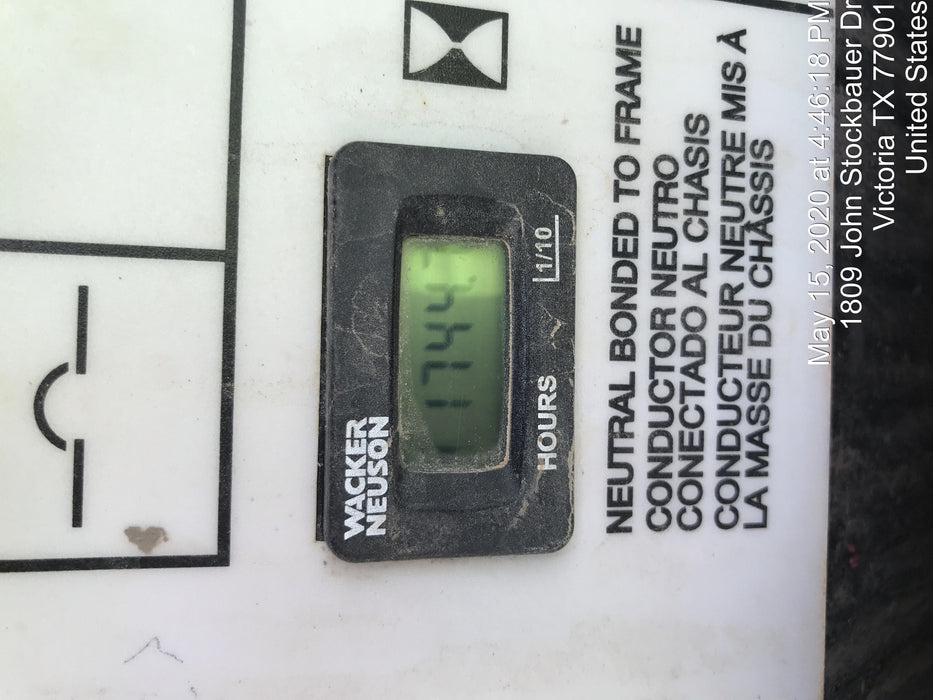 WACKER
NEUSON
HOURS
1/10
NEUTRAL BONDED TO FRAME
CONDUCTOR NEUTRO
CONECTADO AL CHASIS
CONDUCTEUR NEUTRE MIS À
LA MASSE DU CHÂSSIS
May 15, 2020 at 4:46:18 PM
1809 John Stockbauer Dr
Victoria TX 77901
United States